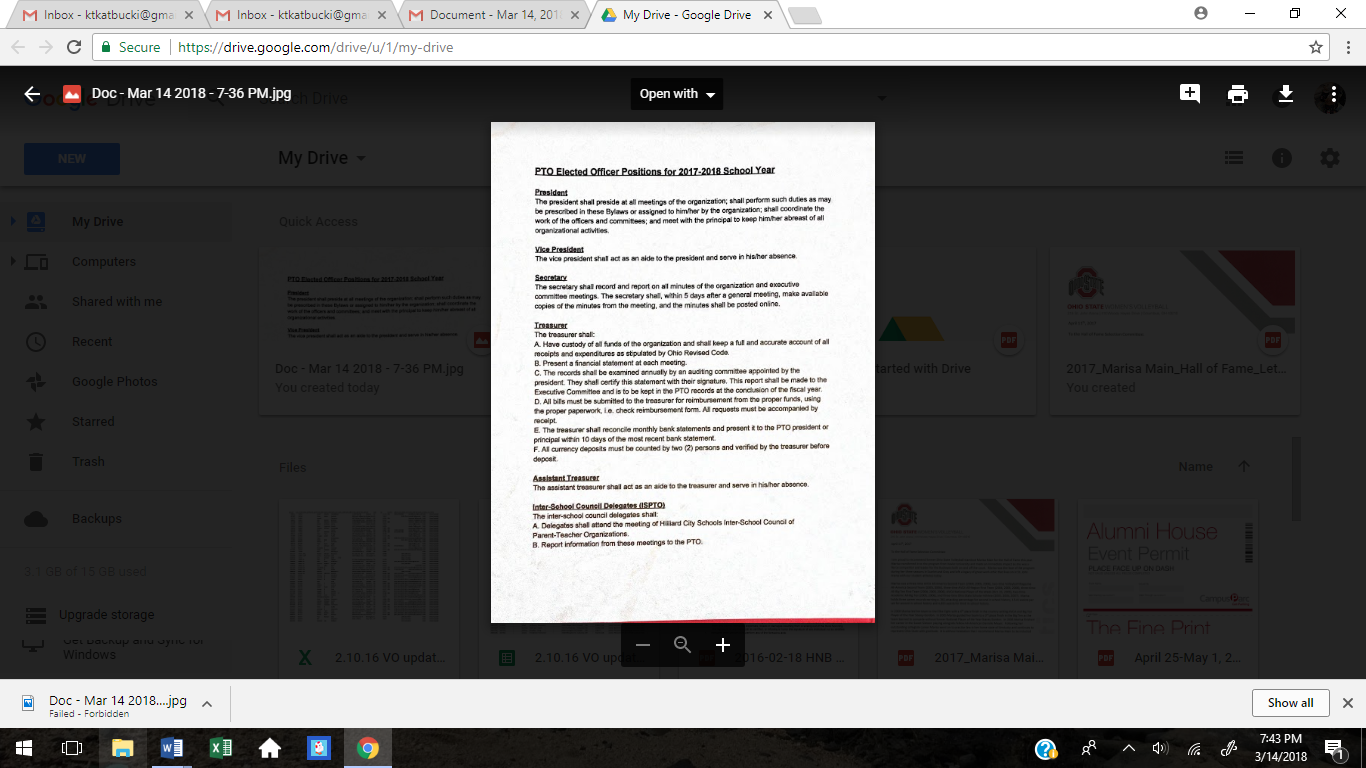 Inbox - ktkatbucki@gma
Inbox - ktkatbucki@gma
Document - Mar 14, 201
My Drive - Google Drive
Secure
https://drive.google.com/drive/u/1/my-drive
Doc - Mar 14 2018 - 7-36 PM.jpg
Open with
Drive
NEW
My Drive
My Drive
Computers
Shared with me
Recent
Google Photos
Starred
Trash
Backups
3.1 GB of 15 GB used
Upgrade storage
Get Backup and Sync for
Windows
Quick Access
PTO Elected Officer Positions for 2017-2018 School Year
Doc - Mar 14 2018 - 7-36 PM.jpg
You created today
PTO Elected Officer Positions for 2017-2018 School Year
President
The president shall preside at all meetings of the organization; shall perform such duties as may
be prescribed in these Bylaws or assigned to him/her by the organization; shall coordinate the
work of the officers and committees; and meet with the principal to keep him/her abreast of all
organizational activities.
Vice President
The vice president shall act as an aide to the president and serve in his/her absence.
Secretary
The secretary shall record and report on all minutes of the organization and executive
committee meetings. The secretary shall, within 5 days after a general meeting, make available
copies of the minutes from the meeting, and the minutes shall be posted online.
Treasurer
The treasurer shall:
A. Have custody of all funds of the organization and shall keep a full and accurate account of all
receipts and expenditures as stipulated by Ohio Revised Code.
B. Present a financial statement at each meeting.
C. The records shall be examined annually by an auditing committee appointed by the
president. They shall certify this statement with their signature. This report shall be made to the
Executive Committee and is to be kept in the PTO records at the conclusion of the fiscal year.
D. All bills must be submitted to the treasurer for reimbursement from the proper funds, using
the proper paperwork, i.e. check reimbursement form. All requests must be accompanied by
receipt.
E. The treasurer shall reconcile monthly bank statements and present it to the PTO president or
principal within 10 days of the most recent bank statement.
F. All currency deposits must be counted by two (2) persons and verified by the treasurer before
deposit.
Assistant Treasurer
The assistant treasurer shall act as an aide to the treasurer and serve in his/her absence.
Inter-School Council Delegates (ISPTO)
The inter-school council delegates shall:
A. Delegates shall attend the meeting of Hilliard City Schools Inter-School Council of
Parent-Teacher Organizations.
B. Report information from these meetings to the PTO.
tarted with Drive
PDF
OHIO STATE
PDF
2017_Marisa Main_Hall of Fame_Let...
You created
Files
Name
2.10.16 VO updat...
2.10.16 VO updat
2016-02-18 HNB ...
PDF
2017_Marisa Mai...
Alumni House
Event Permit
PLACE FACE UP ON DASH
The Fine Print
PDF
April 25-May 1, 2...
Doc - Mar 14 2018....jpg
Failed - Forbidden
Show all
7:43 PM
3/14/2018
1